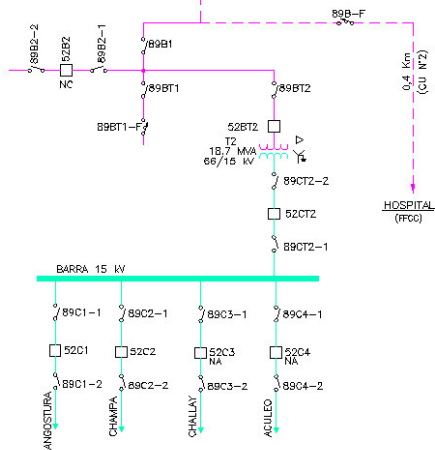 89B-F
89B2-2
52B2
NC
89B2-1
89B1
89BT1
89BT2
0,4 Km
(CU N°2)
89BT1-F
52BT2
T2
18.7 MVA
66/15 kV
89CT2-2
HOSPITAL
(FFCC)
52CT2
89CT2-1
BARRA 15 kV
89C1-1
89C2-1
89C3-1
89C4-1
52C1
52C2
52C3
NA
52C4
NA
89C1-2
89C2-2
89C3-2
89C4-2
ANGOSTURA
CHAMPA
CHALLAY
ACULEO